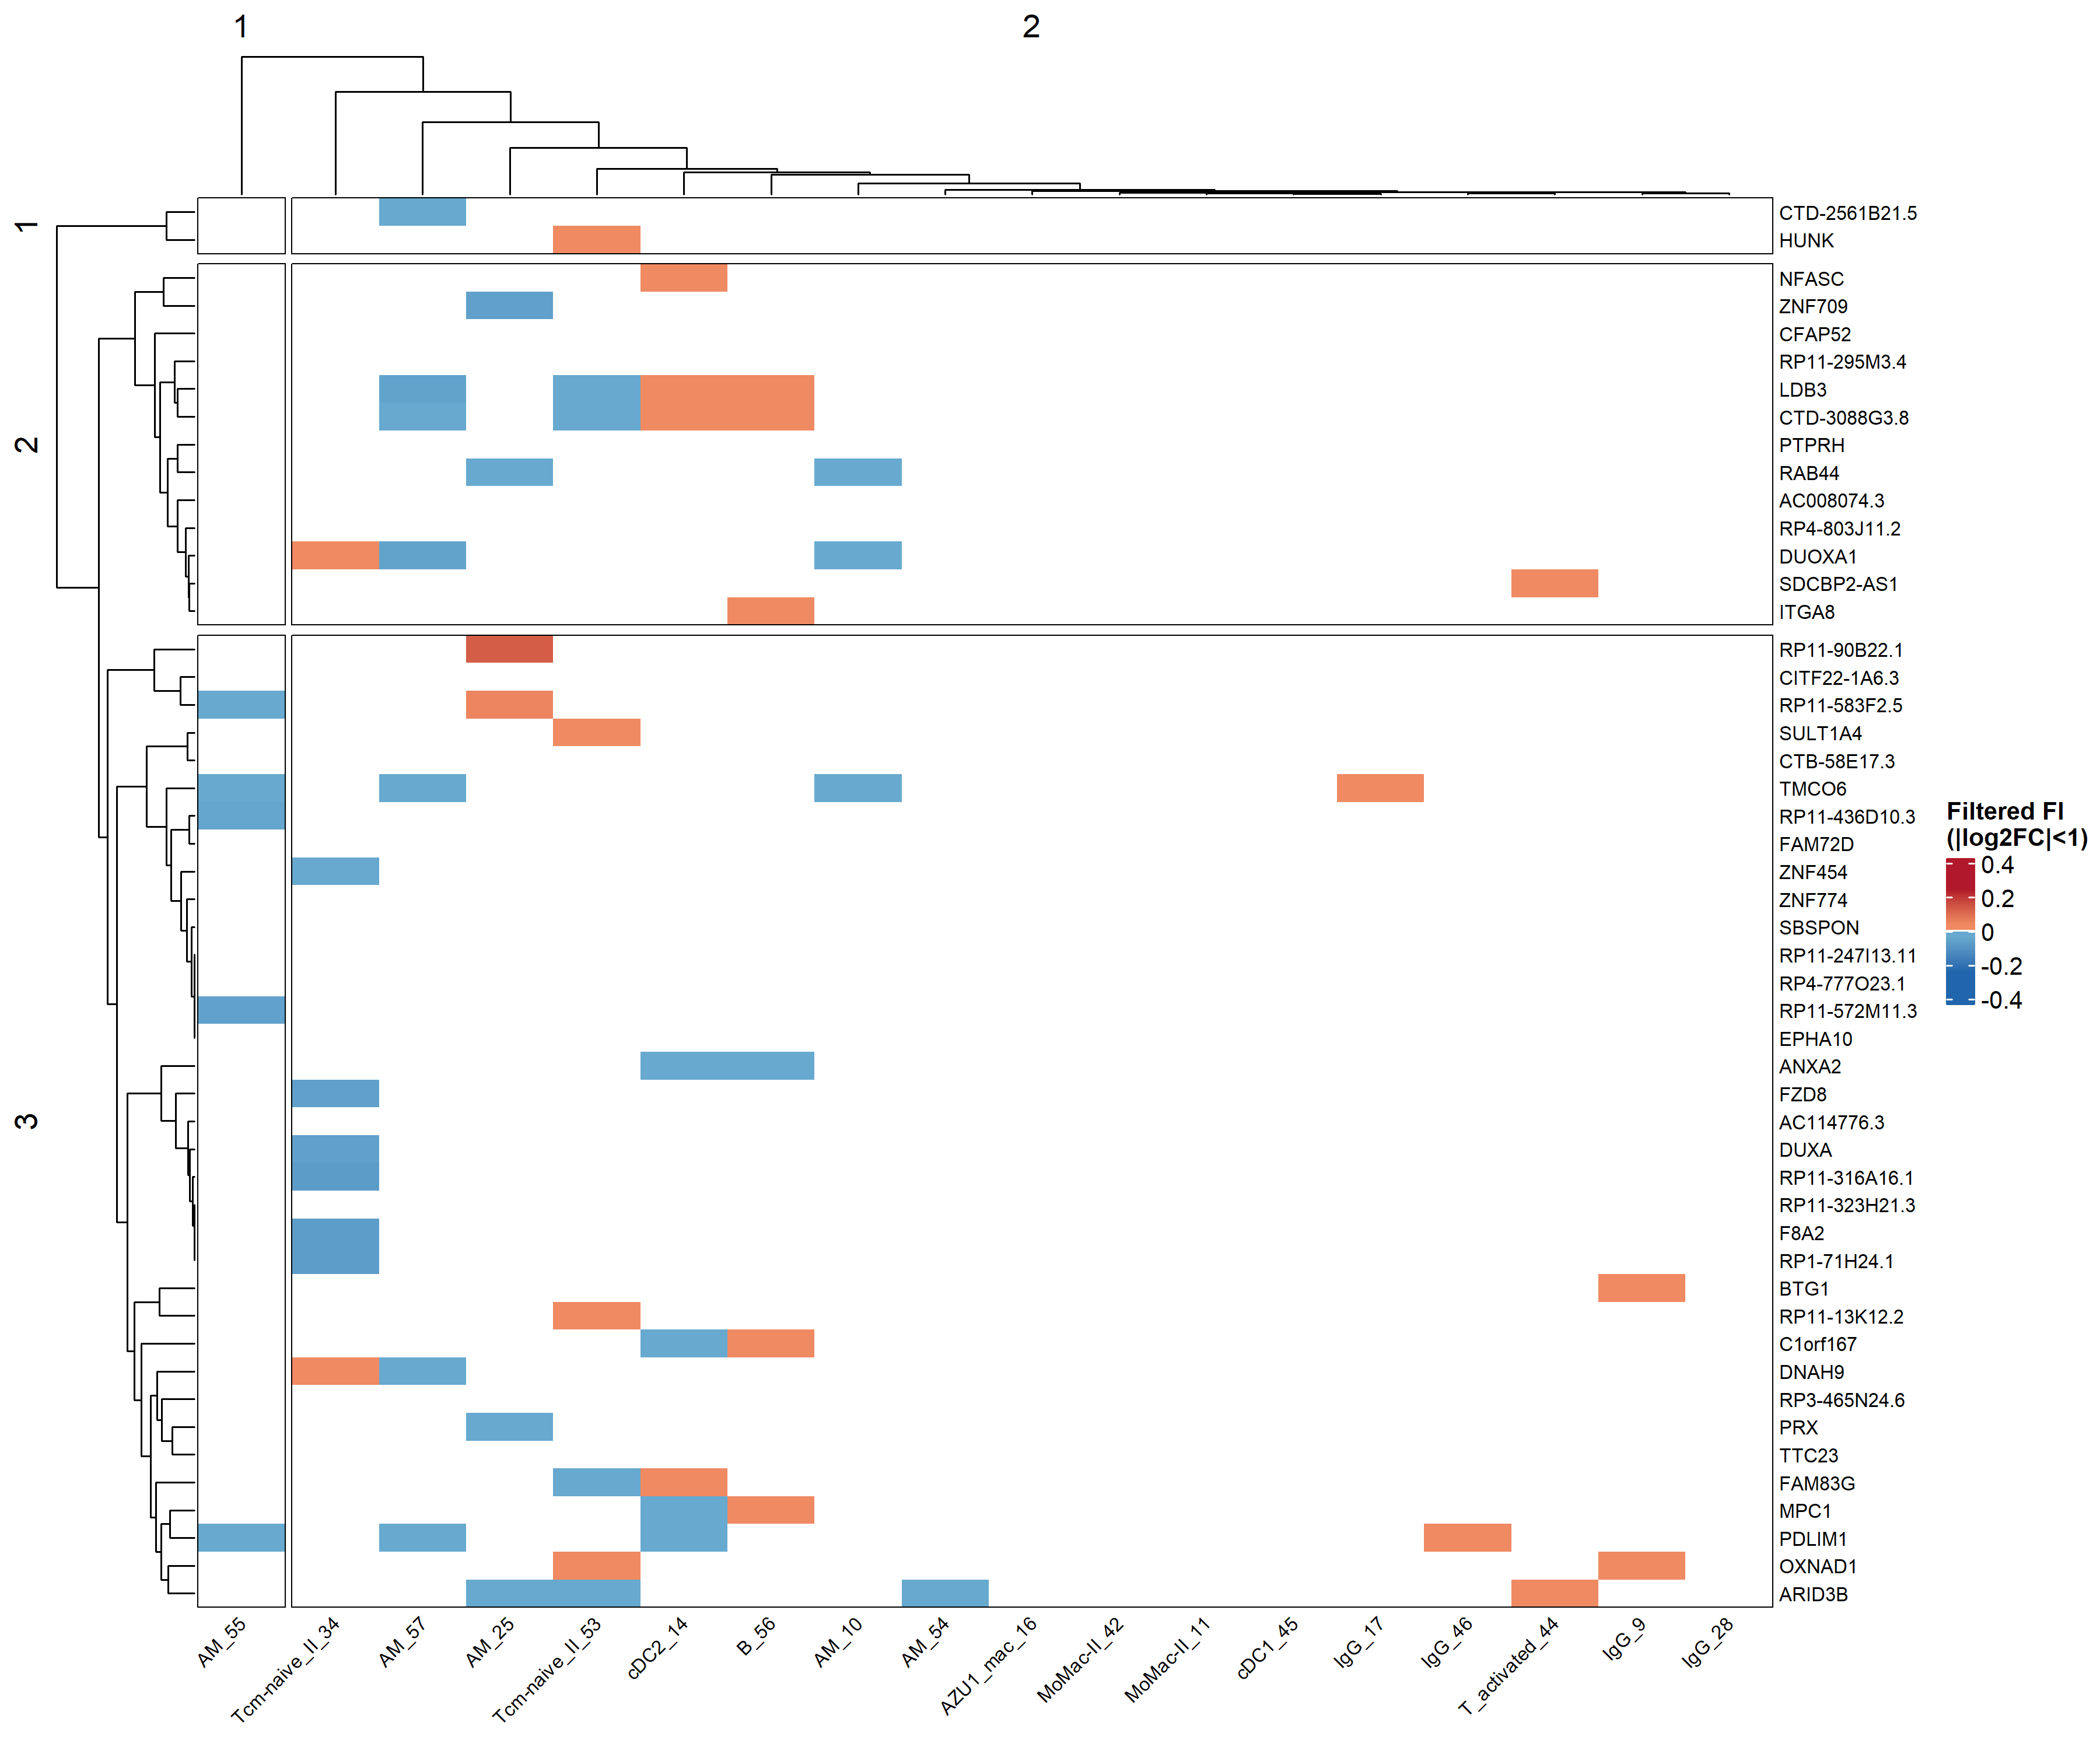 1
2
1
2
3
CTD-2561B21.5
HUNK
NFASC
ZNF709
CFAP52
RP11-295M3.4
LDB3
CTD-3088G3.8
PTPRH
RAB44
AC008074.3
RP4-803J11.2
DUOXA1
SDCBP2-AS1
ITGA8
RP11-90B22.1
CITF22-1A6.3
RP11-583F2.5
SULT1A4
CTB-58E17.3
TMCO6
RP11-436D10.3
FAM72D
ZNF454
ZNF774
SBSPON
RP11-247I13.11
RP4-777O23.1
RP11-572M11.3
EPHA10
ANXA2
FZD8
AC114776.3
DUXA
RP11-316A16.1
RP11-323H21.3
F8A2
RP1-71H24.1
BTG1
RP11-13K12.2
C1orf167
DNAH9
RP3-465N24.6
PRX
TTC23
FAM83G
MPC1
PDLIM1
OXNAD1
ARID3B
Filtered FI
(|log2FC|<1)
0.4
0.2
0
-0.2
-0.4
AM_55
Tcm-naive_II_34
AM_57
AM_25
Tcm-naive_II_53
cDC2_14
B_56
AM_10
AM_54
AZU1_mac_16
MoMac-II_42
MoMac-II_11
cDC1_45
IgG_17
IgG_46
T_activated_44
IgG_9
IgG_28